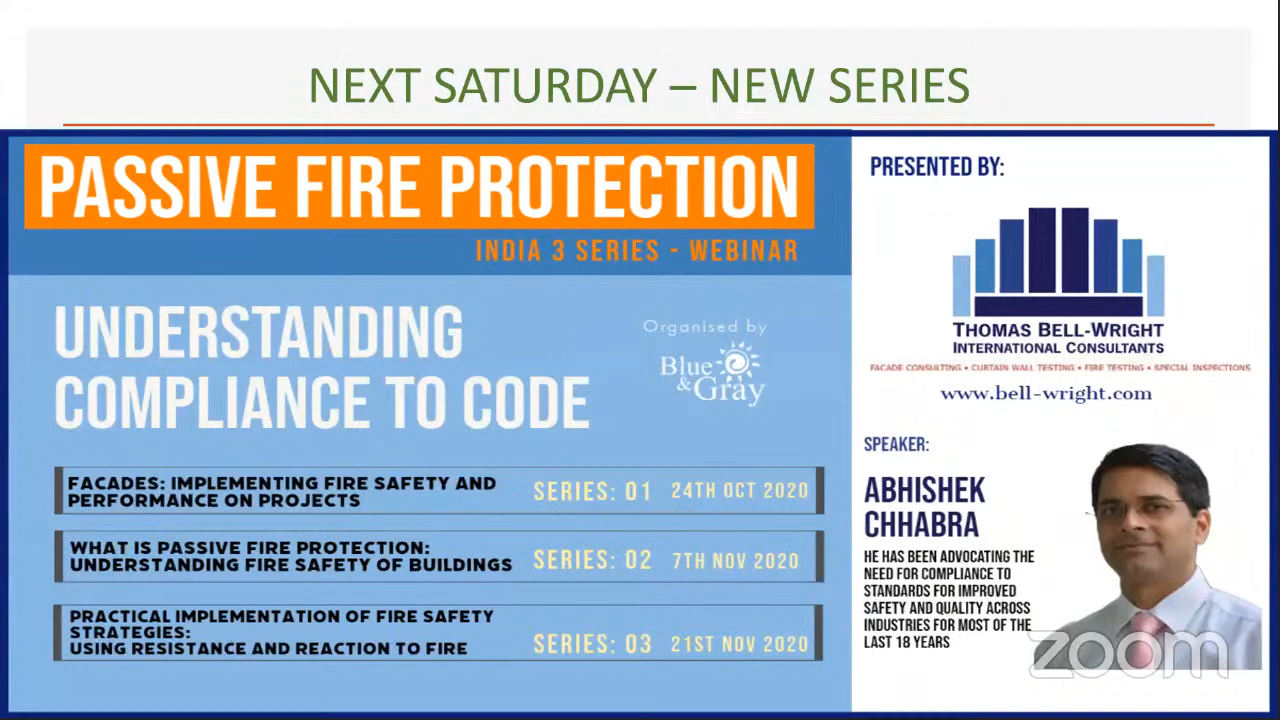 NEXT SATURDAY – NEW SERIES
PASSIVE FIRE PROTECTION
INDIA 3 SERIES - WEBINAR
UNDERSTANDING
COMPLIANCE TO CODE
Organised by
Blue
& Gray
FACADES: IMPLEMENTING FIRE SAFETY AND
PERFORMANCE ON PROJECTS
SERIES: 01 24TH OCT 2020
WHAT IS PASSIVE FIRE PROTECTION:
UNDERSTANDING FIRE SAFETY OF BUILDINGS
SERIES: 02 7TH NOV 2020
PRACTICAL IMPLEMENTATION OF FIRE SAFETY
STRATEGIES:
USING RESISTANCE AND REACTION TO FIRE
SERIES: 03 21ST NOV 2020
PRESENTED BY:
THOMAS BELL-WRIGHT
INTERNATIONAL CONSULTANTS
FACADE CONSULTING • CURTAIN WALL TESTING • FIRE TESTING • SPECIAL INSPECTIONS
www.bell-wright.com
SPEAKER:
ABHISHEK
CHHABRA
HE HAS BEEN ADVOCATING THE
NEED FOR COMPLIANCE TO
STANDARDS FOR IMPROVED
SAFETY AND QUALITY ACROSS
INDUSTRIES FOR MOST OF THE
LAST 18 YEARS
zoom